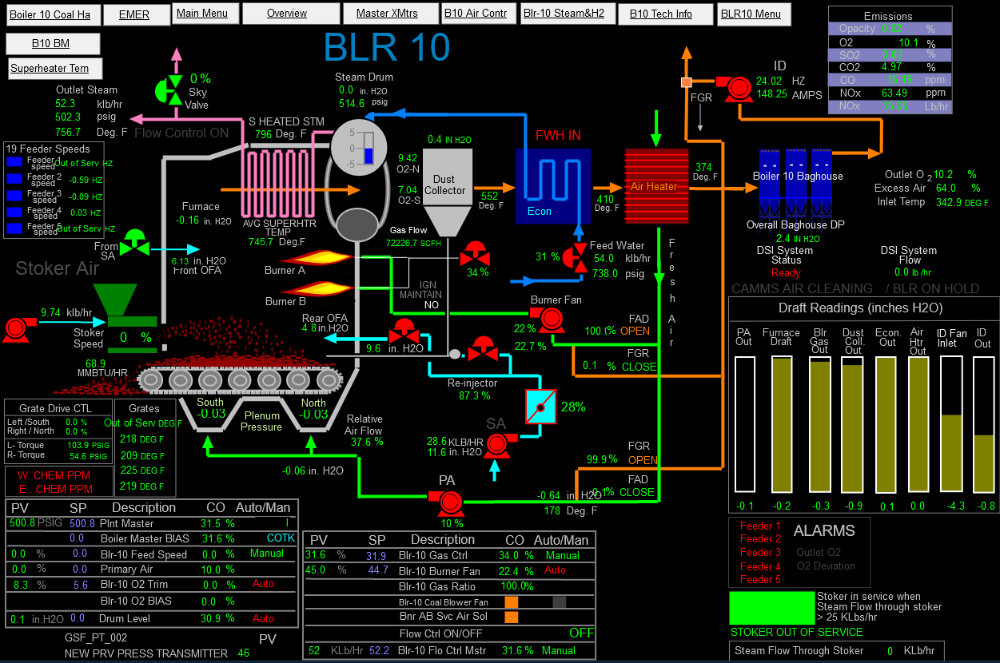 Boiler 10 Coal Ha
EMER
Main Menu
Overview
Master XMtrs
B10 Air Contr
Blr-10 Steam&H2
B10 Tech Info
BLR10 Menu
B10 BM
Superheater Tem
BLR 10
Emissions
Opacity %
O2 10.1 %
SO2 %
CO2 4.97 %
CO ppm
NOx 63.49 ppm
NOx Lb/hr
0 %
Sky
Valve
Outlet Steam
52.3 klb/hr
502.3 psig
756.7 Deg. F
Flow Control ON
Steam Drum
0.0 in. H2O
514.6 psig
5
0
-5
S HEATED STM
796 Deg. F
ID
24.02 HZ
148.25 AMPS
FGR
19 Feeder Speeds
Feeder 1
speed Out of Serv HZ
Feeder 2
speed -0.59 HZ
Feeder 3
speed -0.09 HZ
Feeder 4
speed 0.03 HZ
Feeder
speed Out of Serv HZ
Furnace
-0.16 in. H2O
AVG SUPERHTR
TEMP
745.7 Deg.F
9.42
O2-N
7.04
O2-S
0.4 IN H2O
Dust
Collector
552
Deg. F
FWH IN
Econ
410
Deg. F
Air Heater
374
Deg. F
Boiler 10 Baghouse
Overall Baghouse DP
2.4 IN H2O
Outlet O 2 10.2 %
Excess Air 64.0 %
Inlet Temp 342.9 DEG F
DSI System
Status
Ready
DSI System
Flow
0.0 lb /hr
CAMMS AIR CLEANING / BLR ON HOLD
From
SA
6.13 in. H2O
Front OFA
Stoker Air
Gas Flow
72226.7 SCFH
Burner A
Burner B
IGN
MAINTAIN
NO
34 %
31 %
Feed Water
54.0 klb/hr
738.0 psig
Fresh Air
Burner Fan
22 %
22.7 %
FAD
100.0% OPEN
FGR
0.1 % CLOSE
9.74 klb/hr
Stoker
Speed
0 %
68.9
MMBTU/HR
Rear OFA
4.8 in.H2O
9.6 in. H2O
Re-injector
87.3 %
28%
SA
28.6 KLB/HR
11.6 in. H2O
South
-0.03
North
-0.03
Plenum
Pressure
Relative
Air Flow
37.6 %
-0.06 in. H2O
PA
10 %
FGR
99.9 % OPEN
FAD
0.1% CLOSE
-0.64 in. H2O
178 Deg. F
Grate Drive CTL
Left /South 0.0 %
Right / North 0.0 %
L- Torque 103.9 PSIG
R- Torque 54.6 PSIG
W. CHEM PPM
E . CHEM PPM
Grates
Out of Serv DEG F
218 DEG F
209 DEG F
225 DEG F
219 DEG F
Draft Readings (inches H2O)
PA
Out
Furnace
Draft
Blr
Gas
Out
Dust
Coll.
Out
Econ.
Out
Air
Htr
Out
ID Fan
Inlet
ID
Out
-0.1 -0.2 -0.3 -0.9 0.1 0.0 -4.3 -0.8
PV SP Description CO Auto/Man
500.8 PSIG 500.8 Plnt Master 31.5 % I
0.0 Boiler Master BIAS 31.6 % COTK
0.0 % 0.0 Blr-10 Feed Speed 0.0 % Manual
0.0 % 0.0 Primary Air 10.0 %
8.3 % 5.6 Blr-10 O2 Trim 0.0 % Auto
Blr-10 O2 BIAS 0.0 %
0.1 in.H2O 0.0 Drum Level 30.9 % Auto
GSF_PT_002 PV
NEW PRV PRESS TRANSMITTER 46
PV SP Description CO Auto/Man
31.6 % 31.9 Blr-10 Gas Ctrl 34.0 % Manual
45.0 % 44.7 Blr-10 Burner Fan 22.4 % Auto
Blr-10 Gas Ratio 100.0%
Blr-10 Coal Blower Fan
Bnr AB Svc Air Sol
Flow Ctrl ON/OFF OFF
52 KLb/Hr 52.2 Blr-10 Flo Ctrl Mstr 31.6 % Manual
ALARMS
Feeder 1
Feeder 2
Feeder 3
Feeder 4
Feeder 5
Outlet O2
O2 Deviation
Stoker in service when
Steam Flow through stoker
> 25 KLbs/hr
STOKER OUT OF SERVICE
Steam Flow Through Stoker 0 KLb/hr